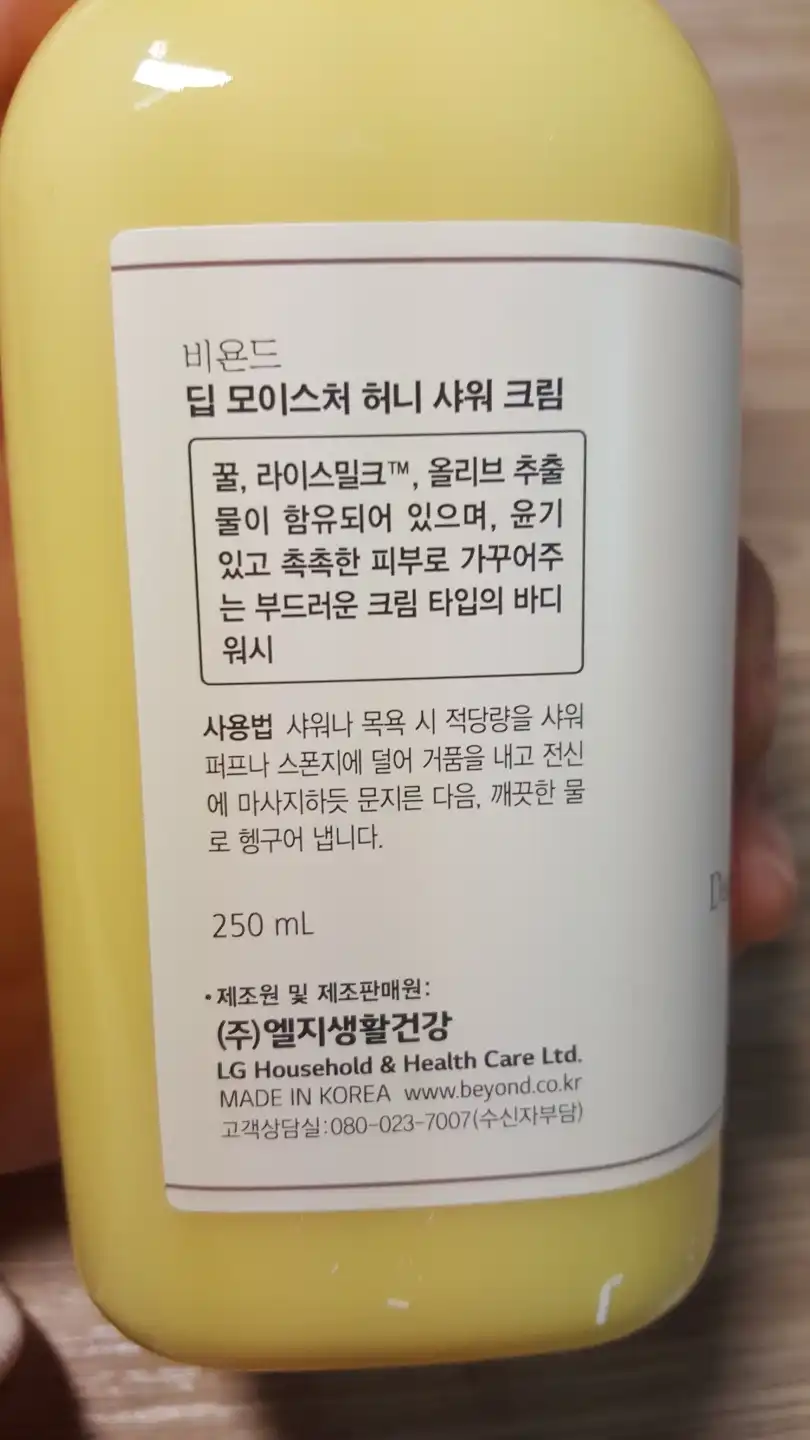 비욘드
딥 모이스처 허니 샤워 크림
꿀, 라이스밀크™, 올리브 추출
물이 함유되어 있으며, 윤기
있고 촉촉한 피부로 가꾸어주
는 부드러운 크림 타입의 바디
워시
사용법 샤워나 목욕 시 적당량을 샤워
퍼프나 스폰지에 덜어 거품을 내고 전신
에 마사지하듯 문지른 다음, 깨끗한 물
로 헹구어 냅니다.
250 mL
•제조원 및 제조판매원:
(주)엘지생활건강
LG Household & Health Care Ltd.
MADE IN KOREA www.beyond.co.kr
고객상담실:080-023-7007(수신자부담)